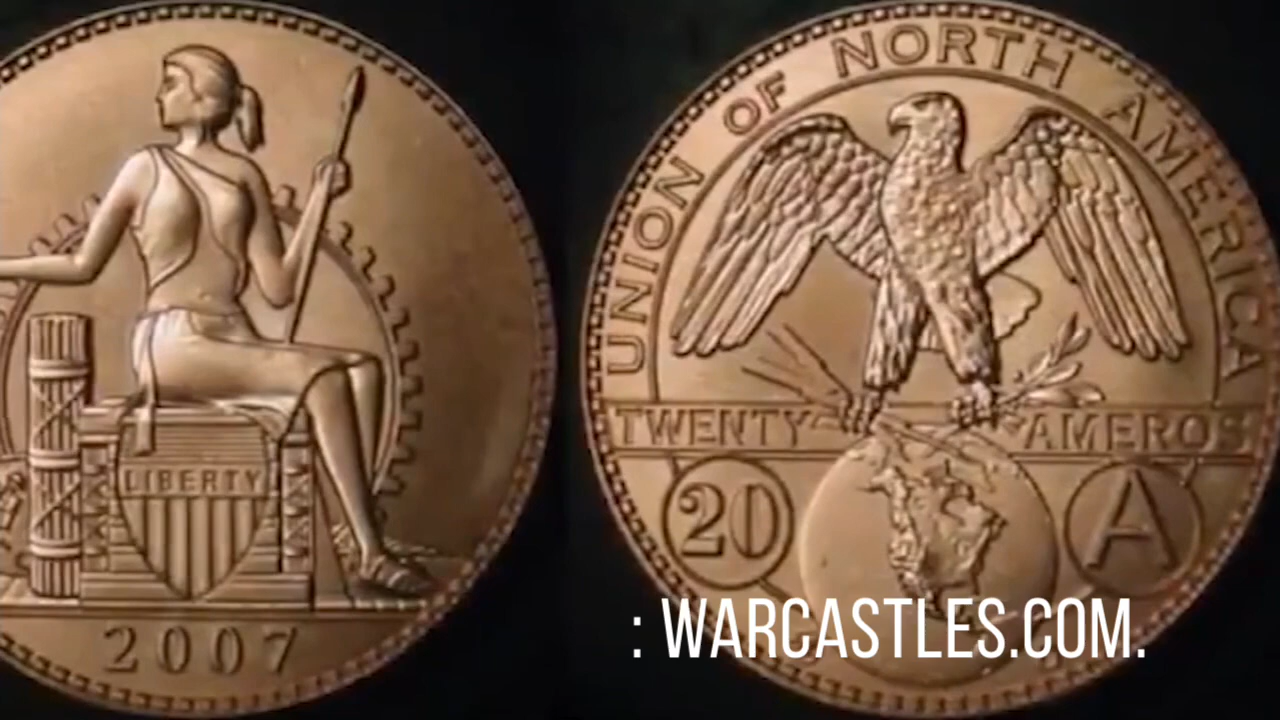 UNION OF NORTH AMERICA
LIBERTY
2007
TWENTY AMEROS
20
A
: WARCASTLES.COM.